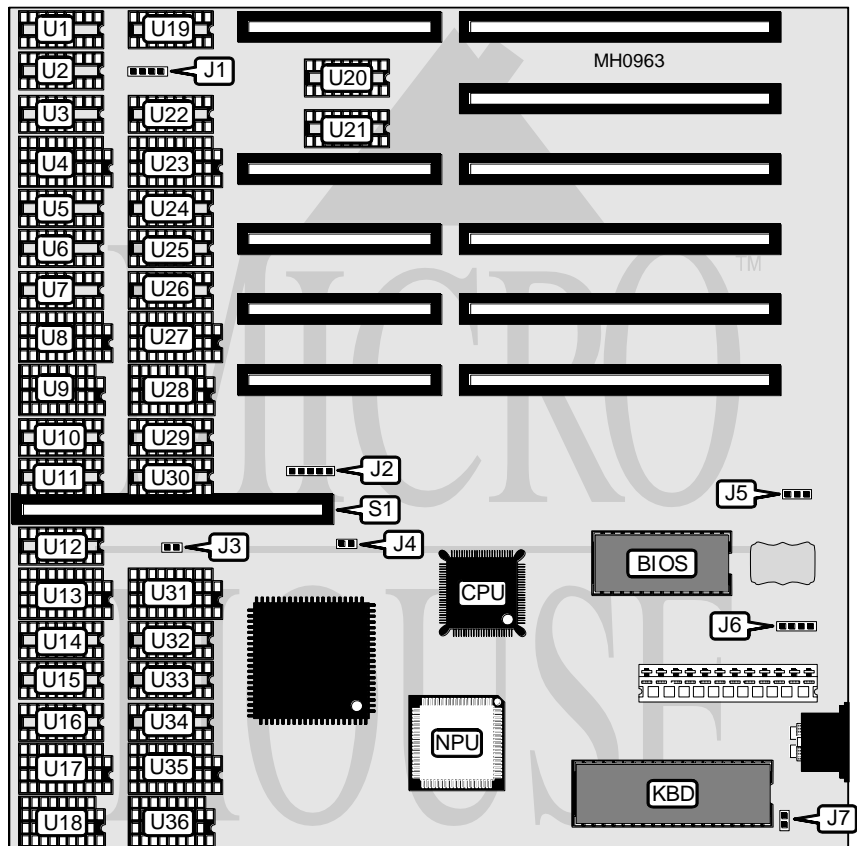 U1 U19
MH0963
U2 J1 U20
U3 U22 U21
U4 U23
U5 U24
U6 U25
TM
U7 U26
U8 U27
MICRO
U9 U28
U10 U29
U11 U30 J2
J5
S1
U12 J3 J4
BIOS
HOUSE
CPU
U13 U31
J6
U14 U32
U15 U33
U16 U34
NPU
U17 U35
KBD
U18 U36 J7